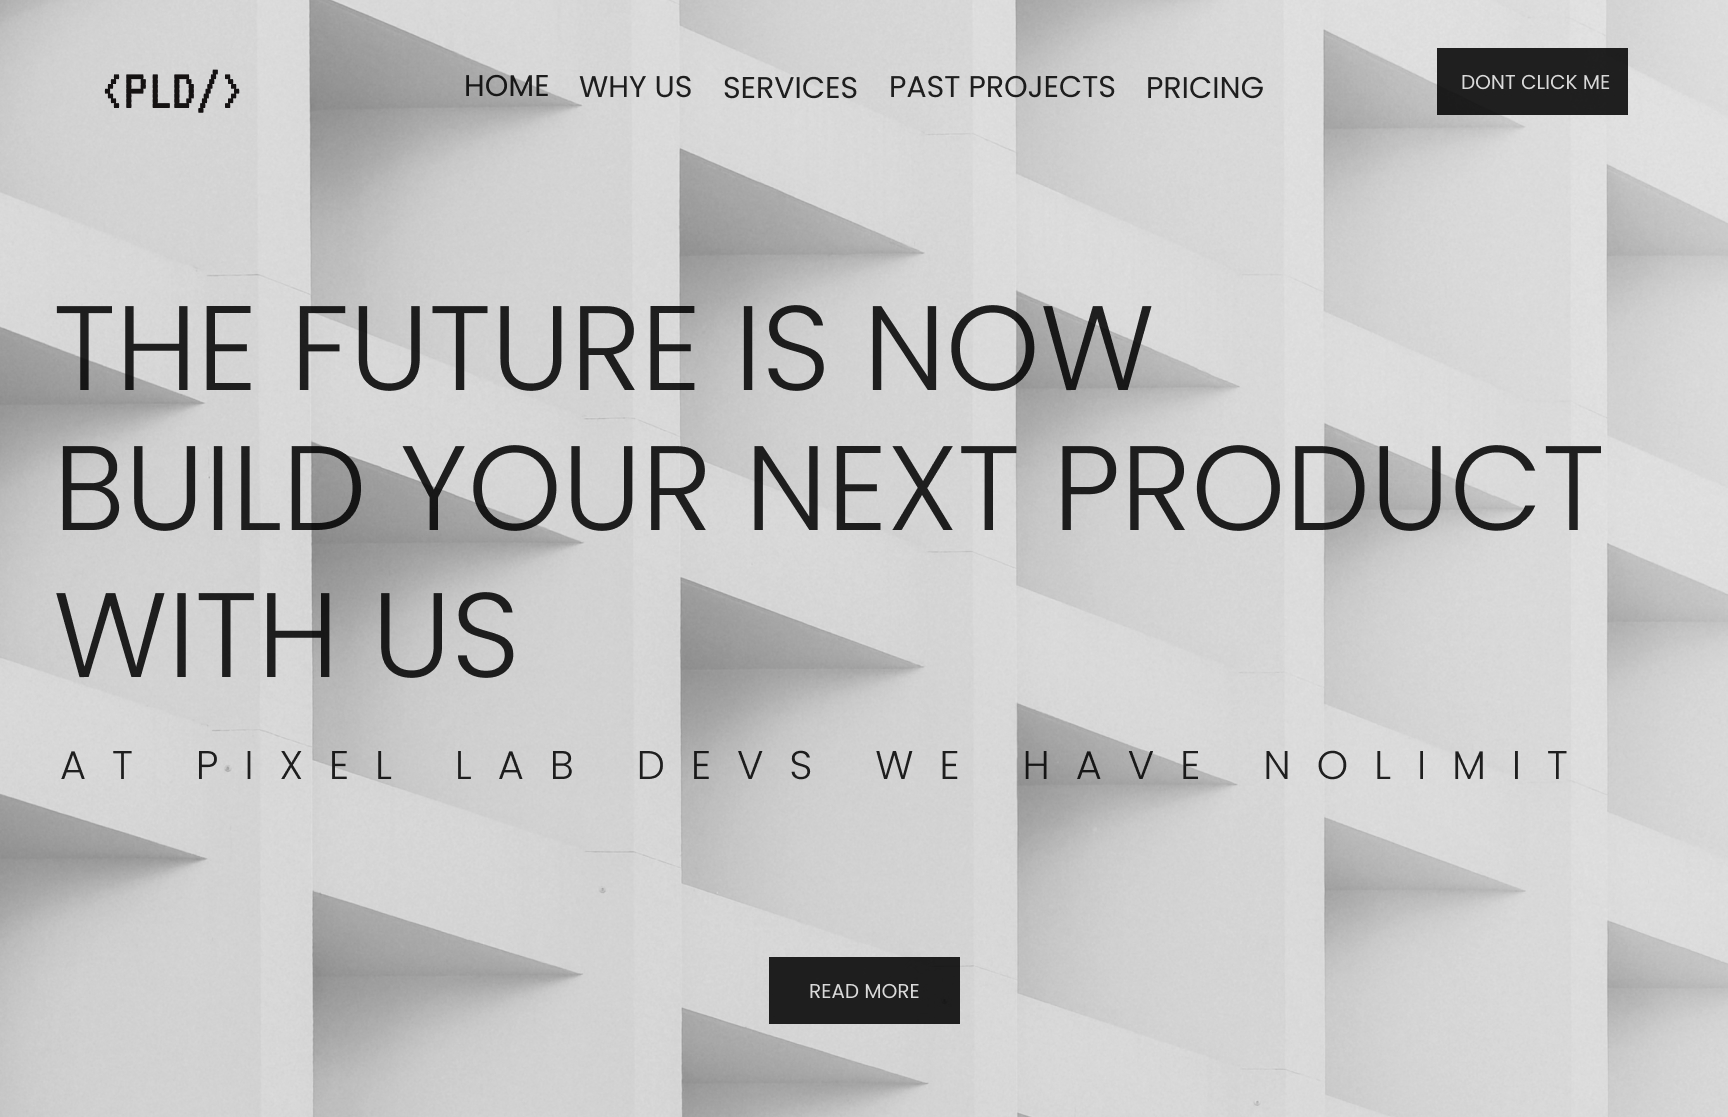 <PLD/>
HOME WHY US SERVICES PAST PROJECTS PRICING
DONT CLICK ME
THE FUTURE IS NOW
BUILD YOUR NEXT PRODUCT
WITH US
AT PIXEL LAB DEVS WE HAVE NOLIMIT
READ MORE